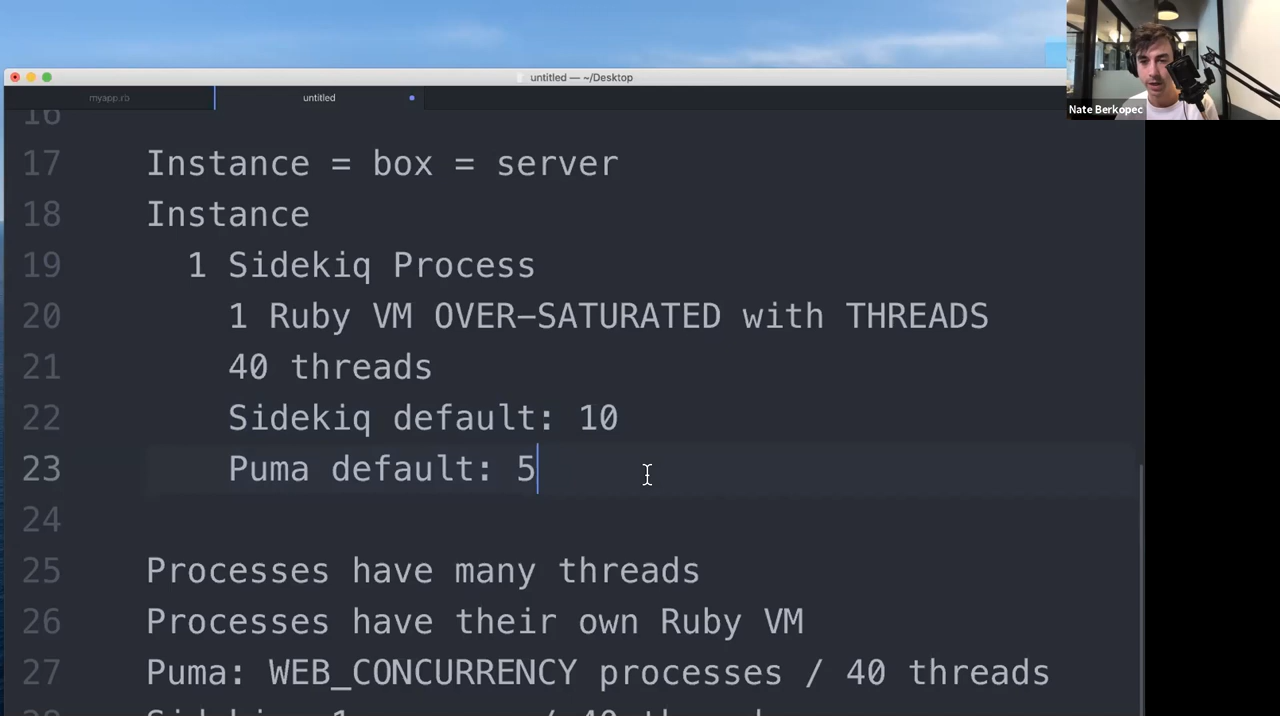 untitled — ~/Desktop
myapp.rb
untitled
Nate Berkopec
16
17 Instance = box = server
18 Instance
19 1 Sidekiq Process
20 1 Ruby VM OVER-SATURATED with THREADS
21 40 threads
22 Sidekiq default: 10
23 Puma default: 5
24
25 Processes have many threads
26 Processes have their own Ruby VM
27 Puma: WEB_CONCURRENCY processes / 40 threads